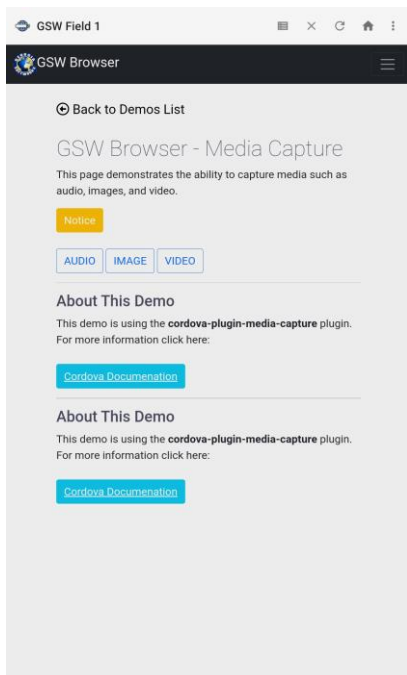 GSW Field 1
GSW Browser
Back to Demos List
GSW Browser - Media Capture
This page demonstrates the ability to capture media such as
audio, images, and video.
Notice
AUDIO IMAGE VIDEO
About This Demo
This demo is using the cordova-plugin-media-capture plugin.
For more information click here:
Cordova Documenation
About This Demo
This demo is using the cordova-plugin-media-capture plugin.
For more information click here:
Cordova Documenation